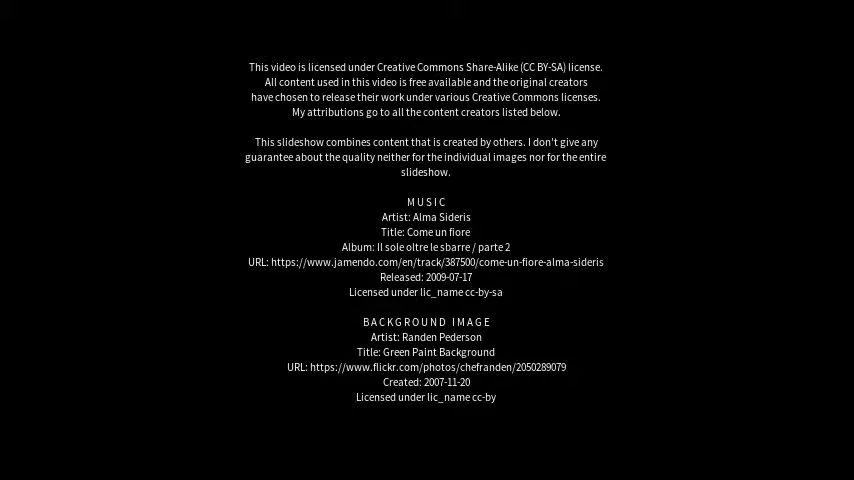 This video is licensed under Creative Commons Share-Alike (CC BY-SA) license.
All content used in this video is free available and the original creators
have chosen to release their work under various Creative Commons licenses.
My attributions go to all the content creators listed below.
This slideshow combines content that is created by others. I don't give any
guarantee about the quality neither for the individual images nor for the entire
slideshow.
MUSIC
Artist: Alma Sideris
Title: Come un fiore
Album: Il sole oltre le sbarre / parte 2
URL: https://www.jamendo.com/en/track/387500/come-un-fiore-alma-sideris
Released: 2009-07-17
Licensed under lic_name cc-by-sa
BACKGROUND IMAGE
Artist: Randen Pederson
Title: Green Paint Background
URL: https://www.flickr.com/photos/chefranden/2050289079
Created: 2007-11-20
Licensed under lic_name cc-by